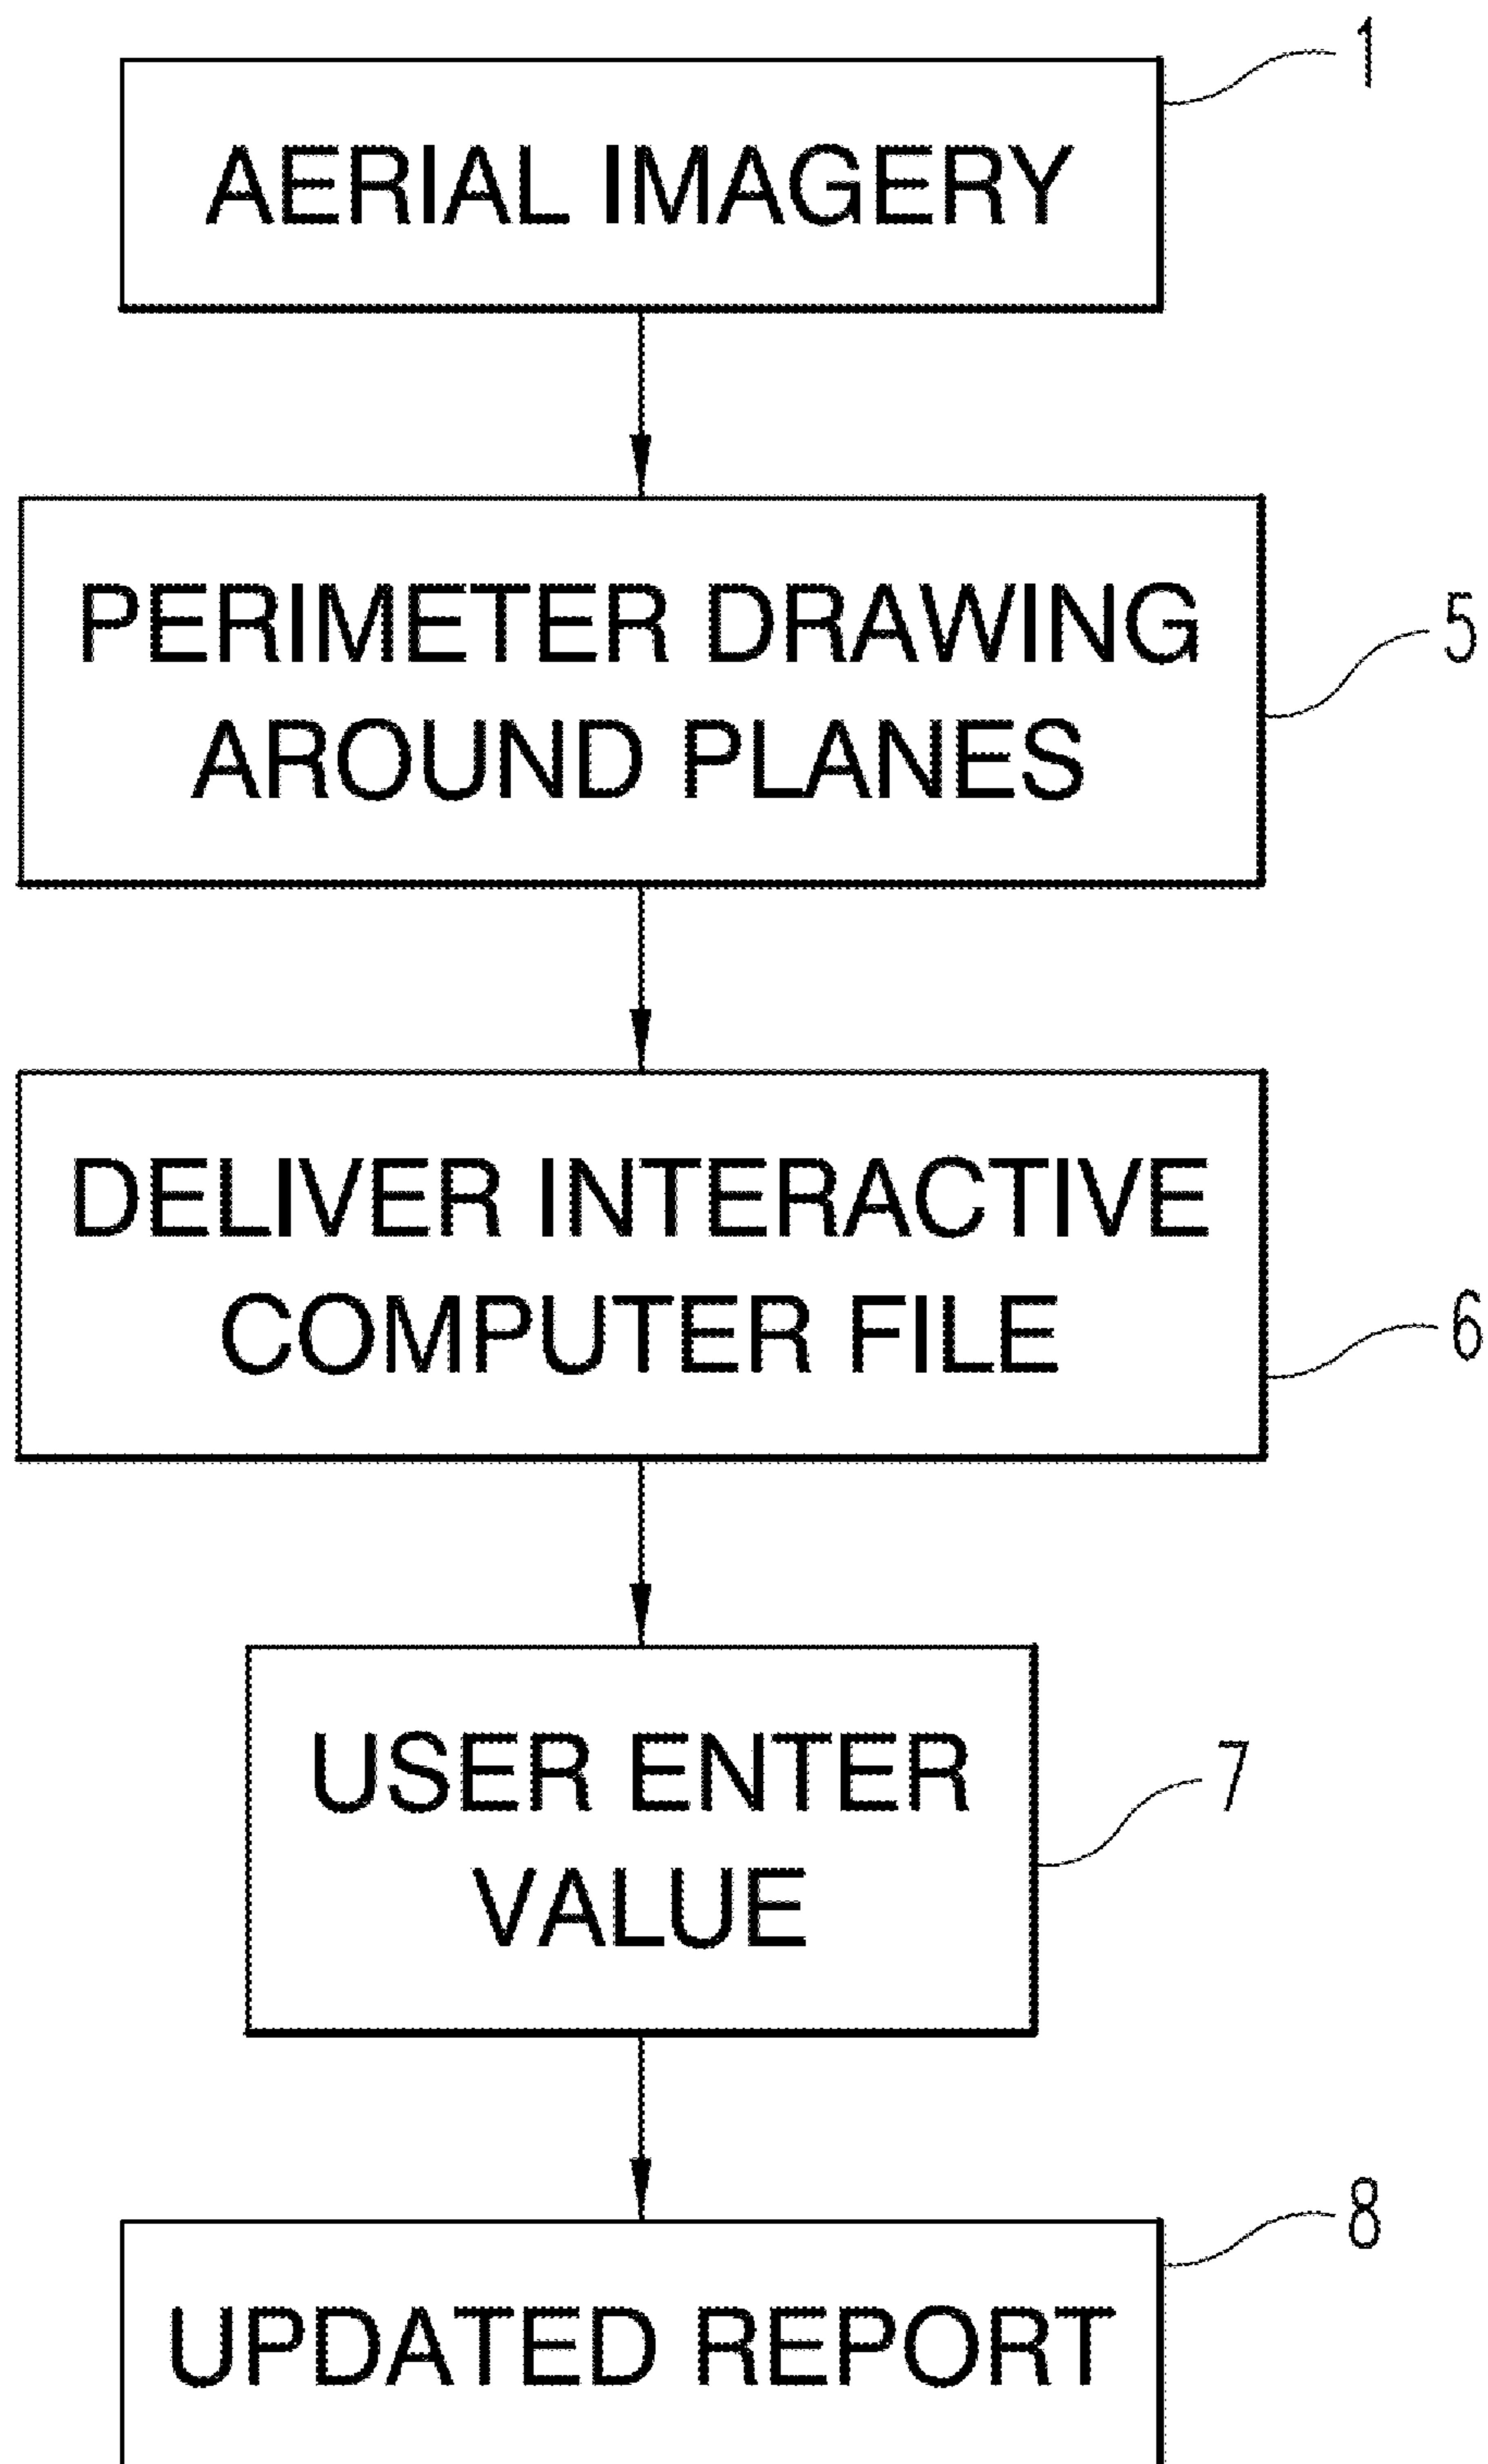 1
AERIAL IMAGERY
PERIMETER DRAWING
AROUND PLANES
5
DELIVER INTERACTIVE
COMPUTER FILE
6
USER ENTER
VALUE
7
8
UPDATED REPORT